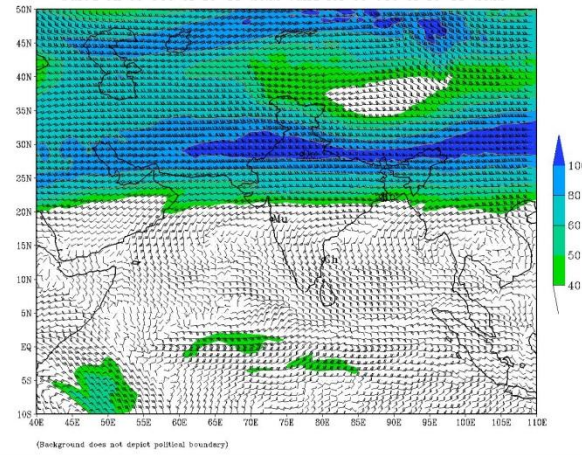 50N
45N
40N
35N
30N
25N
20N
15N
10N
5N
EQ
5S
10S
Mu
Ch
100
80
60
40
40E 45E 50E 55E 60E 65E 70E 75E 80E 85E 90E 95E 100E 105E 110E
(Background does not depict political boundary)